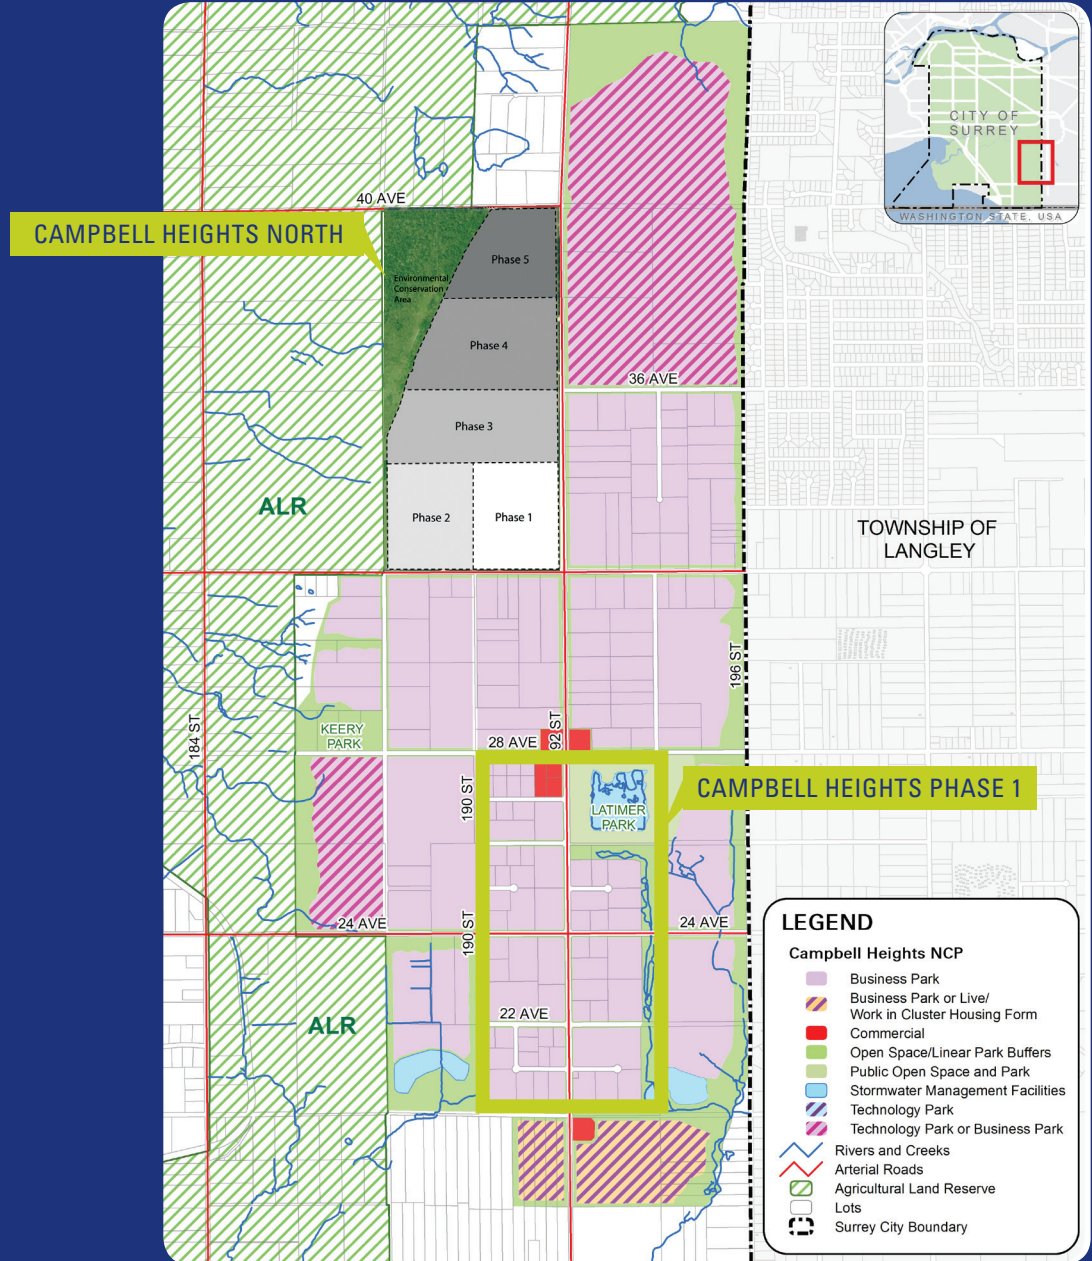 CITY OF
SURREY
WASHINGTON STATE, USA
40 AVE
CAMPBELL HEIGHTS NORTH
Phase 5
Environmental
Conservation
Area
Phase 4
36 AVE
Phase 3
ALR
Phase 2
Phase 1
TOWNSHIP OF
LANGLEY
196 ST
184 ST
KEERY
PARK
28 AVE
92 ST
190 ST
CAMPBELL HEIGHTS PHASE 1
LATIMER
PARK
24 AVE
190 ST
24 AVE
22 AVE
ALR
LEGEND
Campbell Heights NCP
Business Park
Business Park or Live/
Work in Cluster Housing Form
Commercial
Open Space/Linear Park Buffers
Public Open Space and Park
Stormwater Management Facilities
Technology Park
Technology Park or Business Park
Rivers and Creeks
Arterial Roads
Agricultural Land Reserve
Lots
Surrey City Boundary